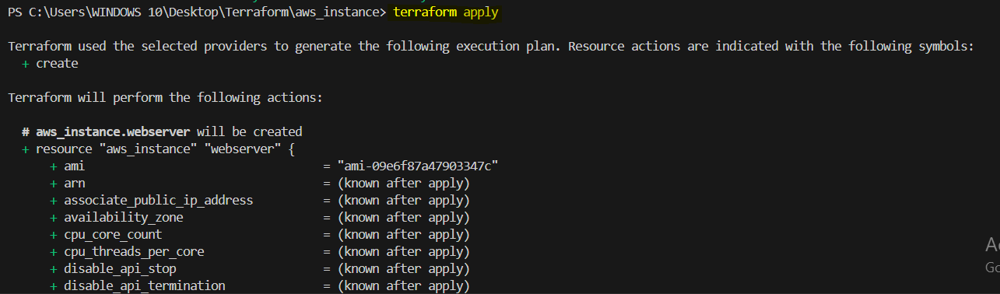 PS C:\Users\WINDOWS 10\Desktop\Terraform\aws_instance> terraform apply
Terraform used the selected providers to generate the following execution plan. Resource actions are indicated with the following symbols:
+ create
Terraform will perform the following actions:
# aws_instance.webserver will be created
+ resource "aws_instance" "webserver" {
+ ami = "ami-09e6f87a47903347c"
+ arn = (known after apply)
+ associate_public_ip_address = (known after apply)
+ availability_zone = (known after apply)
+ cpu_core_count = (known after apply)
+ cpu_threads_per_core = (known after apply)
+ disable_api_stop = (known after apply)
+ disable_api_termination = (known after apply)